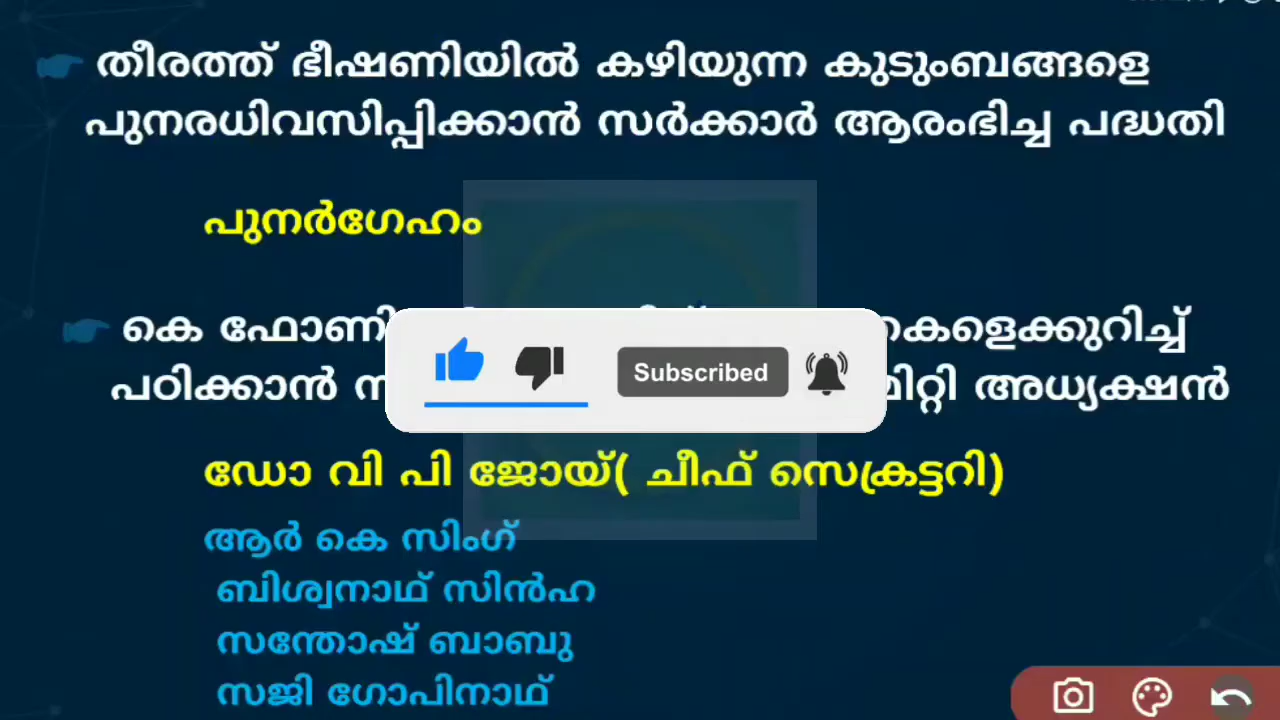 തീരത്ത് ഭീഷണിയിൽ കഴിയുന്ന കുടുംബങ്ങളെ
പുനരധിവസിപ്പിക്കാൻ സർക്കാർ ആരംഭിച്ച പദ്ധതി
പുനർഗേഹം
കെ ഫോണി
പഠിക്കാൻ അധ്യക്ഷൻ
Subscribed
ഡോ വി പി ജോയ്( ചീഫ് സെക്രട്ടറി)
ആർ കെ സിംഗ്
ബിശ്വനാഥ് സിൻഹ
സന്തോഷ് ബാബു
സജി ഗോപിനാഥ്